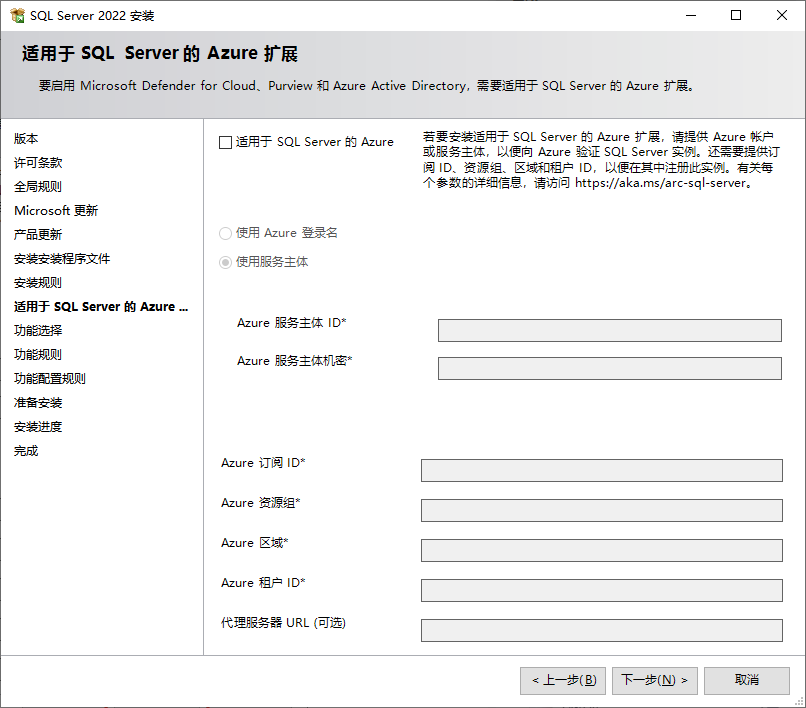 SQL Server 2022 安装
适用于 SQL Server 的 Azure 扩展
要启用 Microsoft Defender for Cloud、Purview 和 Azure Active Directory，需要适用于 SQL Server 的 Azure 扩展。
版本
许可条款
全局规则
Microsoft 更新
产品更新
安装安装程序文件
安装规则
适用于 SQL Server 的 Azure ...
功能选择
功能规则
功能配置规则
准备安装
安装进度
完成
适用于 SQL Server 的 Azure
若要安装适用于 SQL Server 的 Azure 扩展，请提供 Azure 帐户
或服务主体，以便向 Azure 验证 SQL Server 实例。还需要提供订
阅 ID、资源组、区域和租户 ID，以便在其中注册此实例。有关每
个参数的详细信息，请访问 https://aka.ms/arc-sql-server。
使用 Azure 登录名
使用服务主体
Azure 服务主体 ID*
Azure 服务主体机密*
Azure 订阅 ID*
Azure 资源组*
Azure 区域*
Azure 租户 ID*
代理服务器 URL (可选)
< 上一步(B)
下一步(N) >
取消